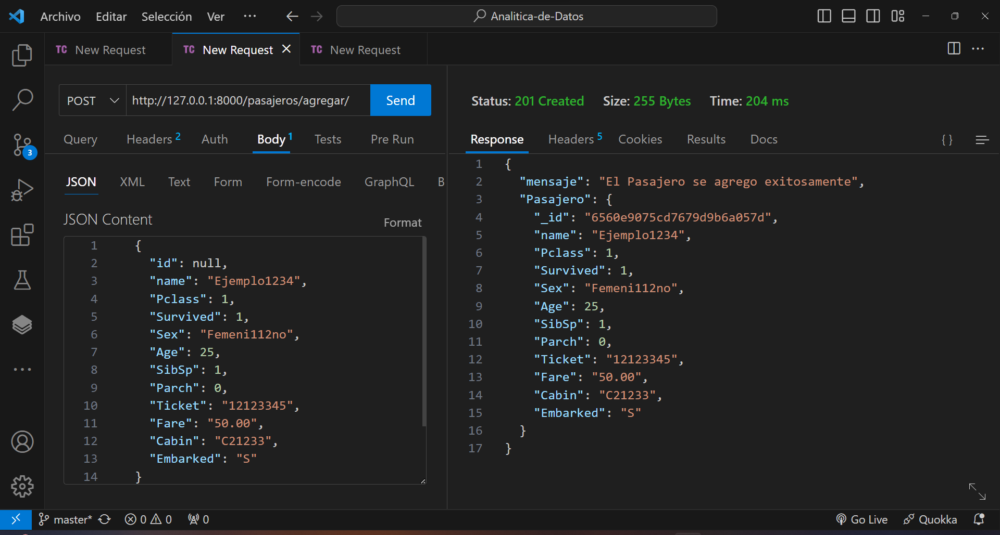 Archivo Editar Selección Ver ··· Analitica-de-Datos
TC New Request TC New Request TC New Request
POST http://127.0.0.1:8000/pasajeros/agregar/ Send
Status: 201 Created Size: 255 Bytes Time: 204 ms
Query Headers 2 Auth Body 1 Tests Pre Run
Response Headers 5 Cookies Results Docs { }
3
JSON XML Text Form Form-encode GraphQL B
JSON Content
Format
1 {
2 "id": null,
3 "name": "Ejemplo1234",
4 "Pclass": 1,
5 "Survived": 1,
6 "Sex": "Femeni112no",
7 "Age": 25,
8 "SibSp": 1,
9 "Parch": 0,
10 "Ticket": "12123345",
11 "Fare": "50.00",
12 "Cabin": "C21233",
13 "Embarked": "S"
14 }
1 {
2 "mensaje": "El Pasajero se agrego exitosamente",
3 "Pasajero": {
4 "_id": "6560e9075cd7679d9b6a057d",
5 "name": "Ejemplo1234",
6 "Pclass": 1,
7 "Survived": 1,
8 "Sex": "Femeni112no",
9 "Age": 25,
10 "SibSp": 1,
11 "Parch": 0,
12 "Ticket": "12123345",
13 "Fare": "50.00",
14 "Cabin": "C21233",
15 "Embarked": "S"
16 }
17 }
master* 0 0 0 Go Live Quokka